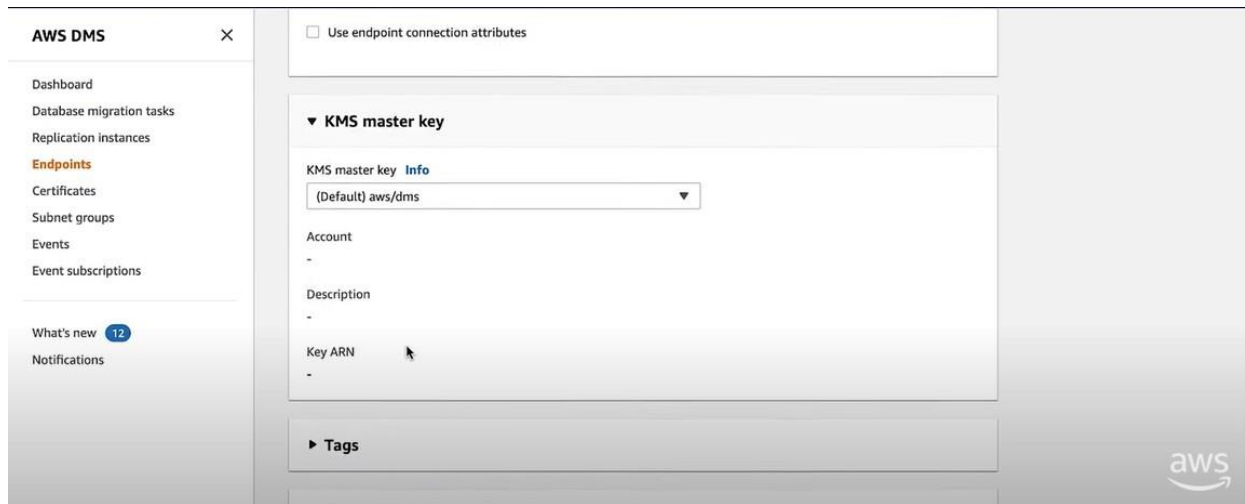 AWS DMS
Dashboard
Database migration tasks
Replication instances
Endpoints
Certificates
Subnet groups
Events
Event subscriptions
What's new 12
Notifications
Use endpoint connection attributes
KMS master key
KMS master key Info
(Default) aws/dms
Account
-
Description
-
Key ARN
-
Tags
aws